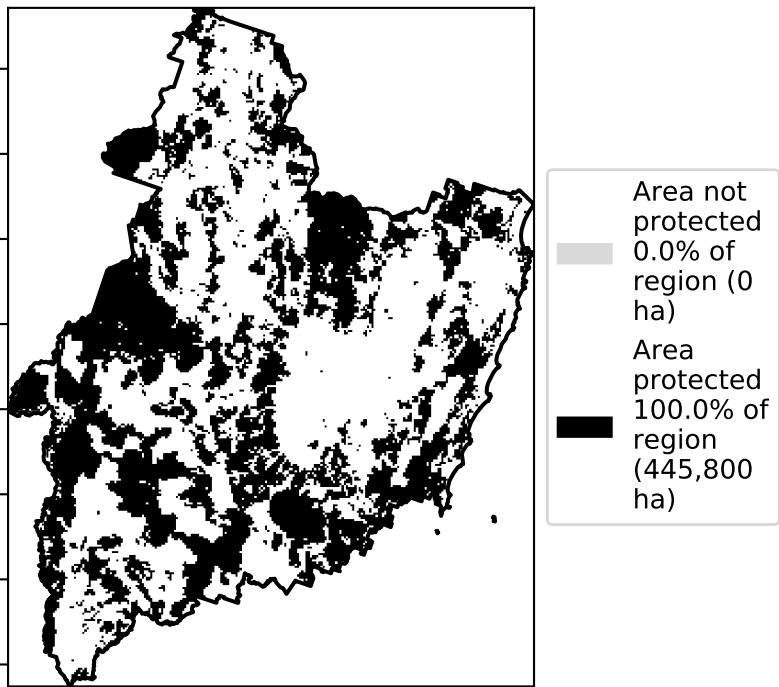 Area not
protected
0.0% of
region (0
ha)
Area
protected
100.0% of
region
(445,800
ha)